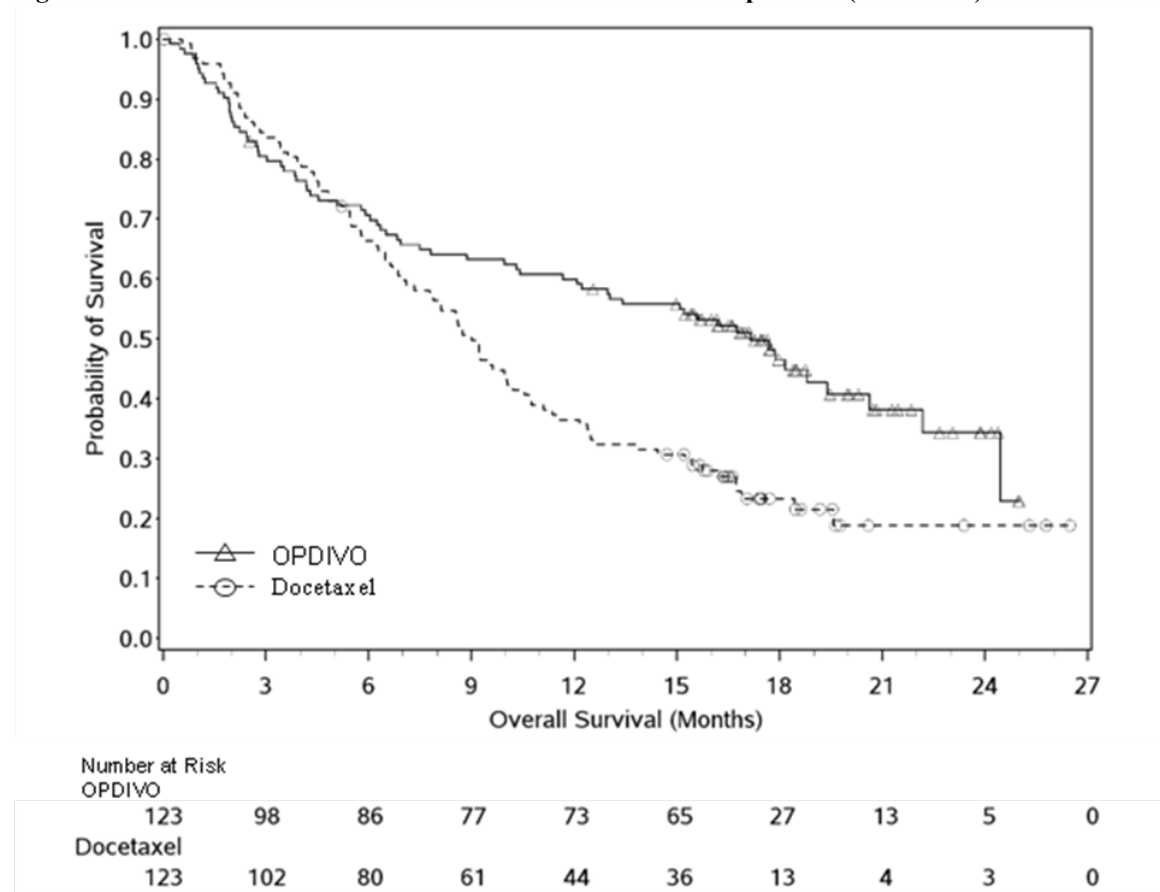 1.0
0.9
0.8
0.7
0.6
0.5
0.4
0.3
0.2
0.1
0.0
Probability of Survival
OPDIVO
Docetaxel
0 3 6 9 12 15 18 21 24 27
Overall Survival (Months)
Number at Risk
OPDIVO
123 98 86 77 73 65 27 13 5 0
Docetaxel
123 102 80 61 44 36 13 4 3 0